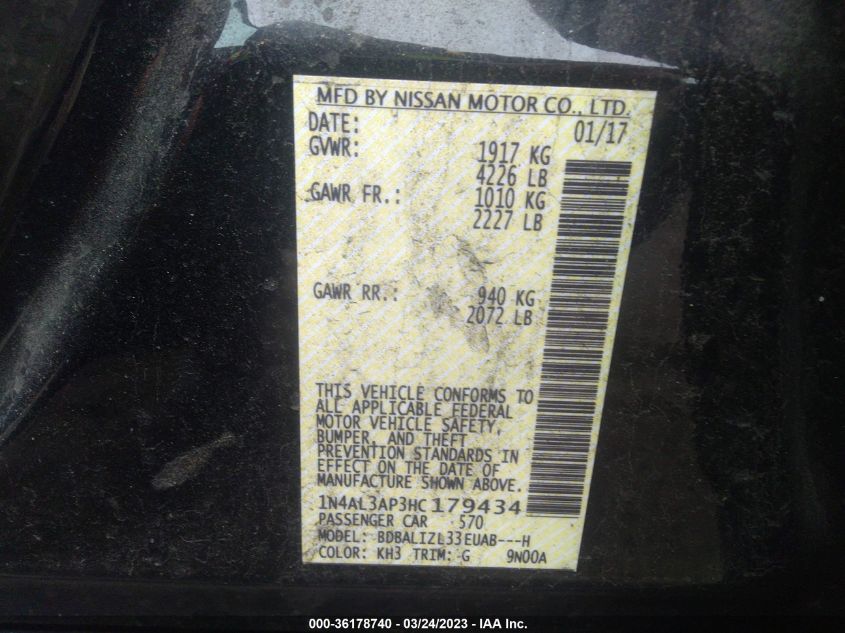 MFD BY NISSAN MOTOR CO., LTD.
DATE: 01/17
GVWR: 1917 KG
4226 LB
GAWR FR.: 1010 KG
2227 LB
GAWR RR.: 940 KG
2072 LB
THIS VEHICLE CONFORMS TO
ALL APPLICABLE FEDERAL
MOTOR VEHICLE SAFETY,
BUMPER, AND THEFT
PREVENTION STANDARDS IN
EFFECT ON THE DATE OF
MANUFACTURE SHOWN ABOVE.
1N4AL3AP3HC179434
PASSENGER CAR 570
MODEL: BDBALIZL33EUAB---H
COLOR: KH3 TRIM: G 9N00A
000-36178740 - 03/24/2023 - IAA Inc.